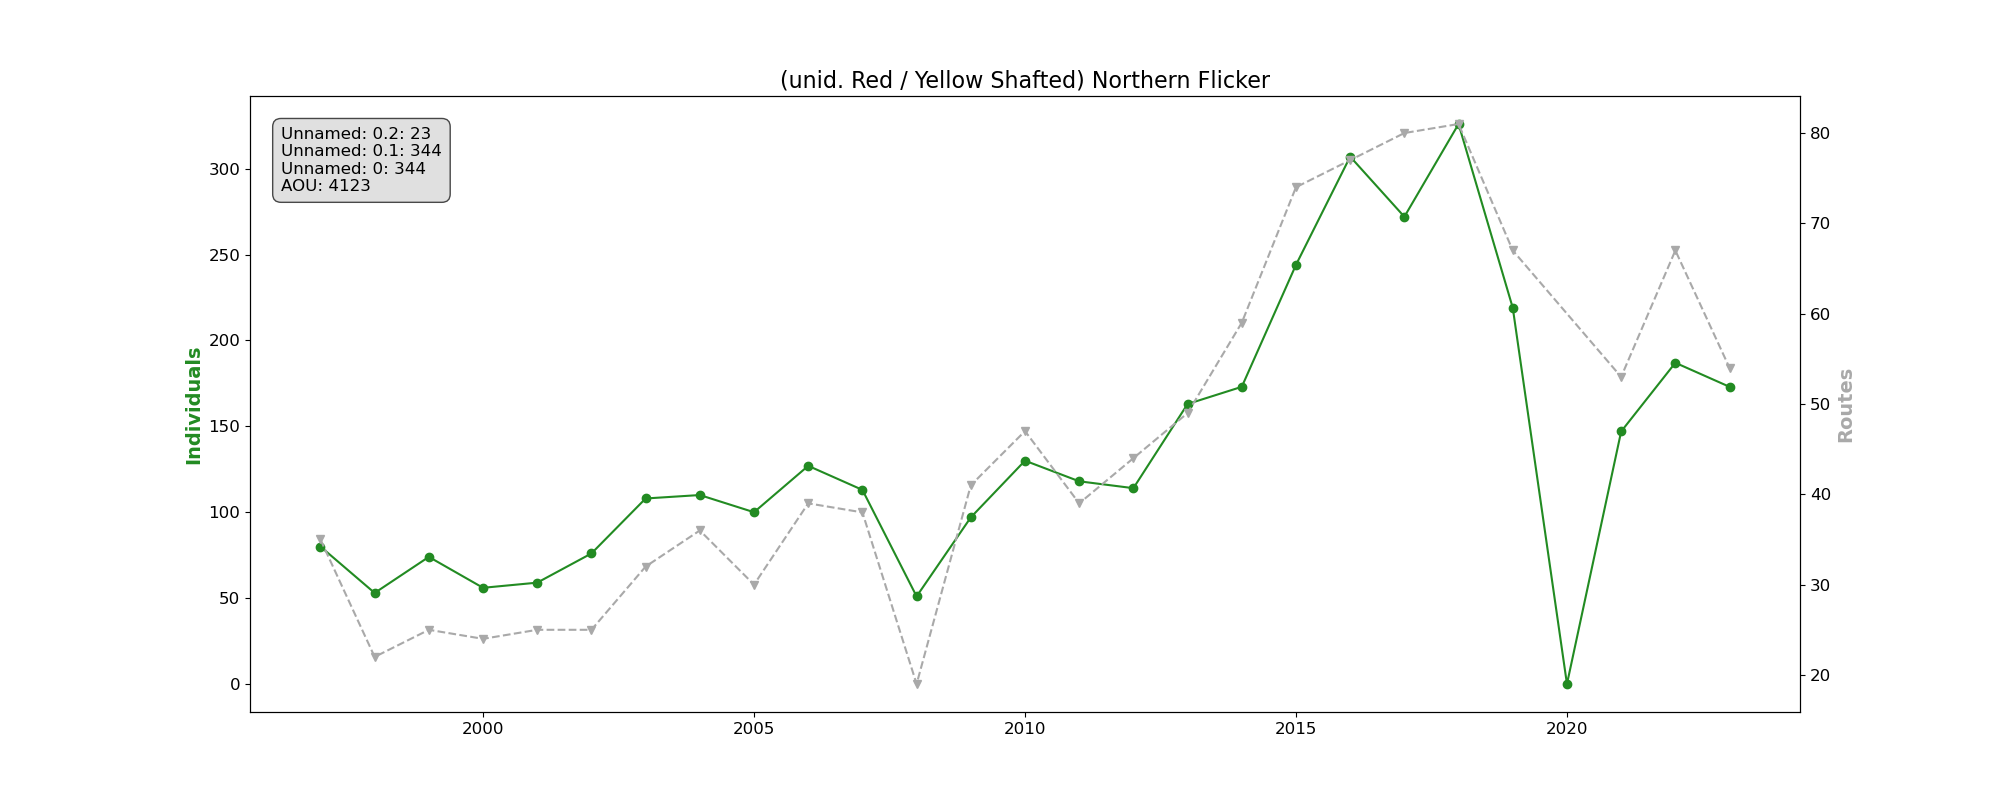 (unid. Red / Yellow Shafted) Northern Flicker
Unnamed: 0.2: 23
Unnamed: 0.1: 344
Unnamed: 0: 344
AOU: 4123
Individuals
300
250
200
150
100
50
0
80
70
60
50
40
30
20
Routes
2000
2005
2010
2015
2020